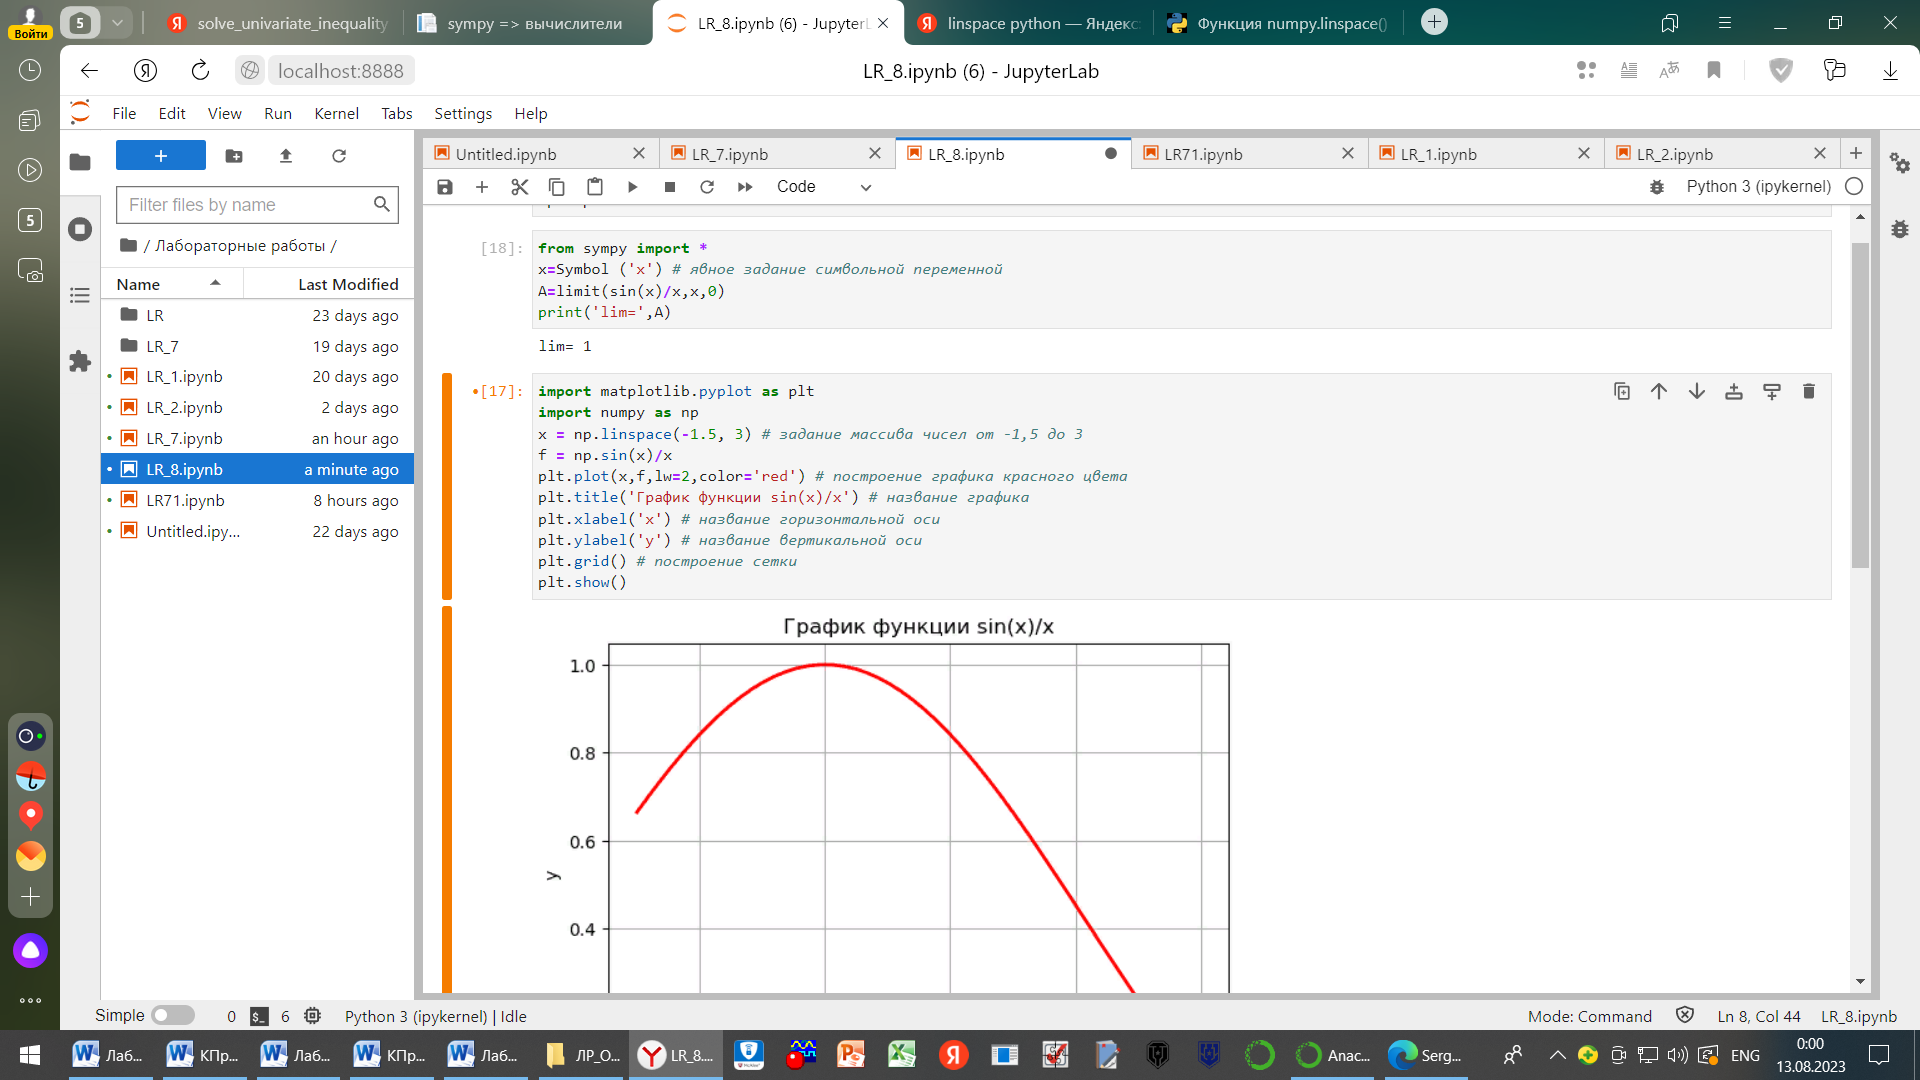 Войти
5
solve_univariate_inequality
sympy => вычислители
LR_8.ipynb (6) - JupyterL
linspace python — Яндекс
Функция numpy.linspace()
localhost:8888
LR_8.ipynb (6) - JupyterLab
File Edit View Run Kernel Tabs Settings Help
Untitled.ipynb
LR_7.ipynb
LR_8.ipynb
LR71.ipynb
LR_1.ipynb
LR_2.ipynb
Code
Python 3 (ipykernel)
Filter files by name
/ Лабораторные работы /
Name Last Modified
LR 23 days ago
LR_7 19 days ago
LR_1.ipynb 20 days ago
LR_2.ipynb 2 days ago
LR_7.ipynb an hour ago
LR_8.ipynb a minute ago
LR71.ipynb 8 hours ago
Untitled.ipy... 22 days ago
5
[18]:
from sympy import *
x=Symbol ('x') # явное задание символьной переменной
A=limit(sin(x)/x,x,0)
print('lim=',A)
lim= 1
[17]:
import matplotlib.pyplot as plt
import numpy as np
x = np.linspace(-1.5, 3) # задание массива чисел от -1,5 до 3
f = np.sin(x)/x
plt.plot(x,f,lw=2,color='red') # построение графика красного цвета
plt.title('График функции sin(x)/x') # название графика
plt.xlabel('x') # название горизонтальной оси
plt.ylabel('y') # название вертикальной оси
plt.grid() # построение сетки
plt.show()
График функции sin(x)/x
1.0
0.8
0.6
y
0.4
Simple 0 $_ 6 Python 3 (ipykernel) | Idle
Mode: Command Ln 8, Col 44 LR_8.ipynb
Лаб...
КПр...
Лаб...
КПр...
Лаб...
ЛР_О...
LR_8....
Anac...
Serg...
ENG
0:00
13.08.2023